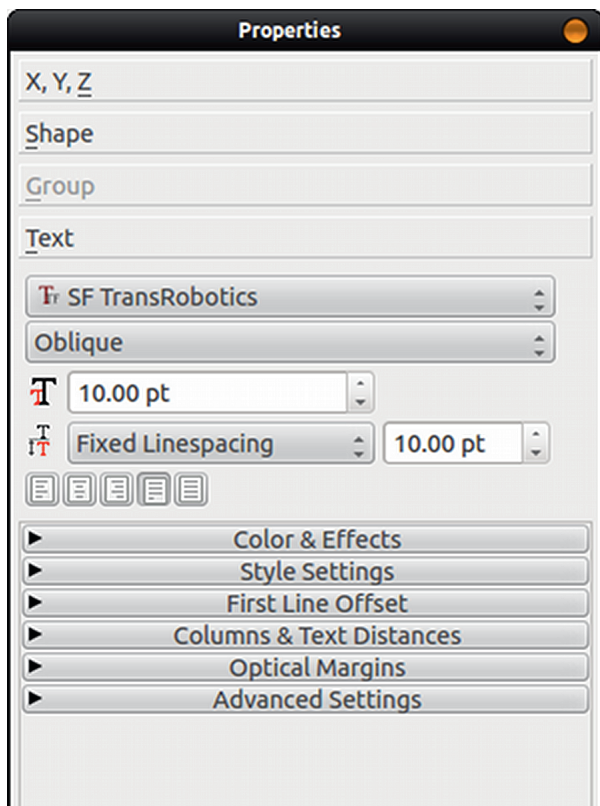 Properties
X, Y, Z
Shape
Group
Text
SF TransRobotics
Oblique
10.00 pt
Fixed Linespacing 10.00 pt
Color & Effects
Style Settings
First Line Offset
Columns & Text Distances
Optical Margins
Advanced Settings